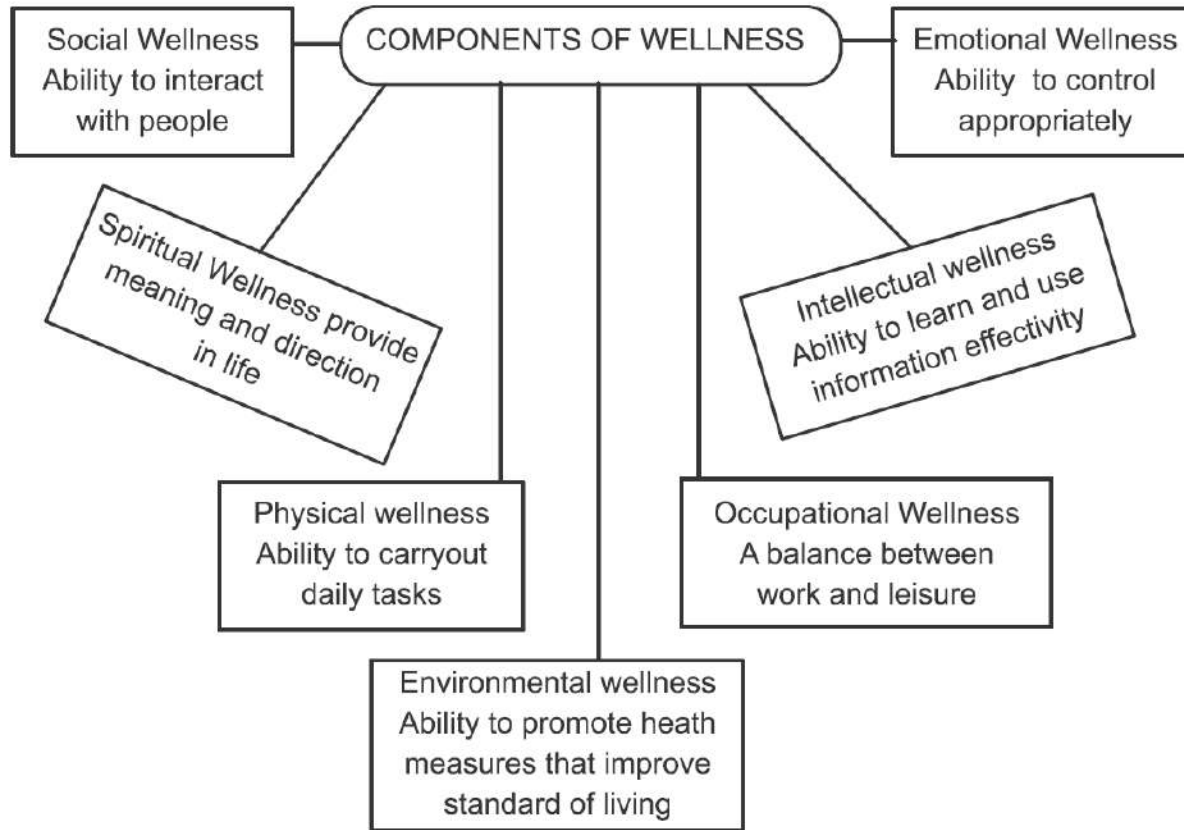 COMPONENTS OF WELLNESS
Social Wellness
Ability to interact
with people
Emotional Wellness
Ability to control
appropriately
Spiritual Wellness provide
meaning and direction
in life
Intellectual wellness
Ability to learn and use
information effectivity
Physical wellness
Ability to carryout
daily tasks
Occupational Wellness
A balance between
work and leisure
Environmental wellness
Ability to promote heath
measures that improve
standard of living